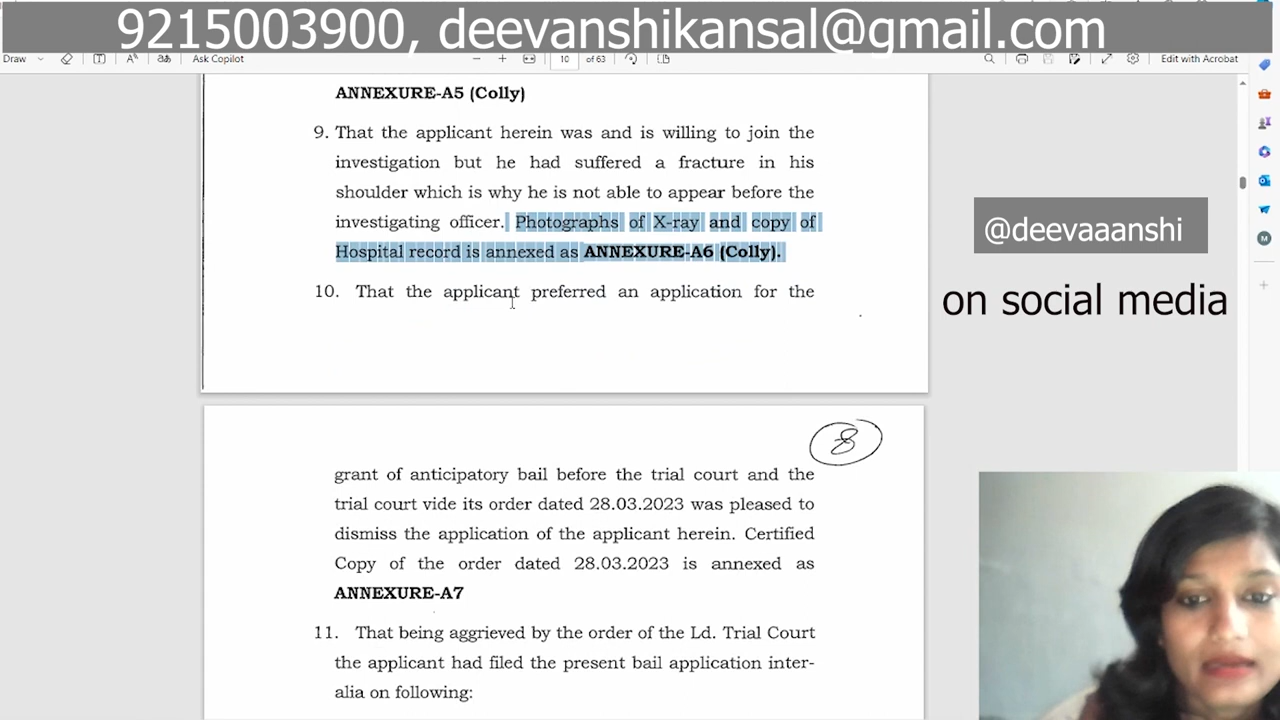 9215003900, deevanshikansal@gmail.com
Draw
Ask Copilot
10 of 63
Edit with Acrobat
ANNEXURE-A5 (Colly)
9. That the applicant herein was and is willing to join the
investigation but he had suffered a fracture in his
shoulder which is why he is not able to appear before the
investigating officer. Photographs of X-ray and copy of
Hospital record is annexed as ANNEXURE-A6 (Colly).
10. That the applicant preferred an application for the
@deevaaanshi
on social media
8
grant of anticipatory bail before the trial court and the
trial court vide its order dated 28.03.2023 was pleased to
dismiss the application of the applicant herein. Certified
Copy of the order dated 28.03.2023 is annexed as
ANNEXURE-A7
11. That being aggrieved by the order of the Ld. Trial Court
the applicant had filed the present bail application inter-
alia on following: